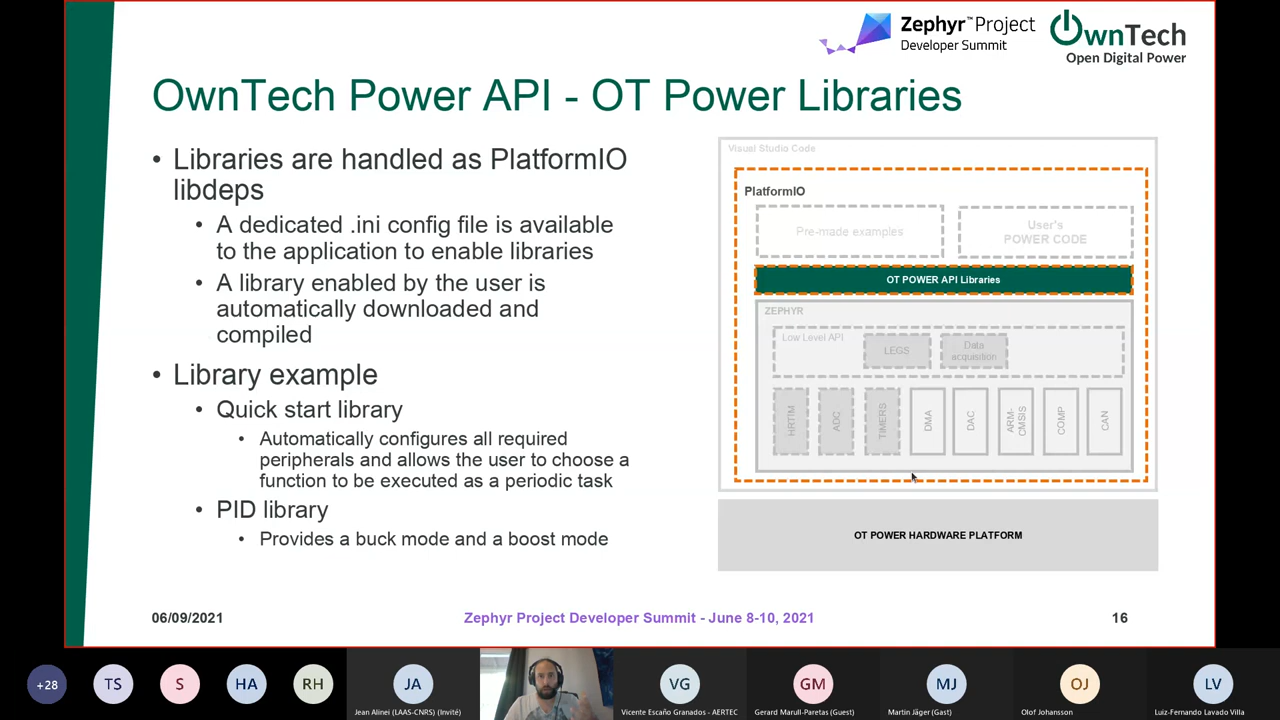 Zephyr™Project
Developer Summit
OwnTech
Open Digital Power
OwnTech Power API - OT Power Libraries
• Libraries are handled as PlatformIO
libdeps
• A dedicated .ini config file is available
to the application to enable libraries
• A library enabled by the user is
automatically downloaded and
compiled
• Library example
• Quick start library
• Automatically configures all required
peripherals and allows the user to choose a
function to be executed as a periodic task
• PID library
• Provides a buck mode and a boost mode
Visual Studio Code
PlatformIO
Pre-made examples
User's
POWER CODE
OT POWER API Libraries
ZEPHYR
Low Level API
LEGS
Data
acquisition
HRTIM
ADC
TIMERS
DMA
DAC
ARM-
CMSIS
COMP
CAN
OT POWER HARDWARE PLATFORM
06/09/2021
Zephyr Project Developer Summit - June 8-10, 2021
16
+28
TS
S
HA
RH
JA
Jean Alinei (LAAS-CNRS) (Invité)
VG
Vicente Escaño Granados - AERTEC
GM
Gerard Marull-Paretas (Guest)
MJ
Martin Jäger (Gast)
OJ
Olof Johansson
LV
Luiz-Fernando Lavado Villa